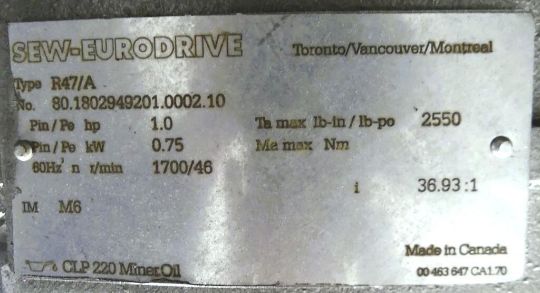 SEW-EURODRIVE Toronto/Vancouver/Montreal
Type R47/A
No. 80.1802949201.0002.10
Pin/Pe hp 1.0 Ta max lb-in / lb-po 2550
Pin/Pe kW 0.75 Ma max Nm
60Hz n r/min 1700/46
i 36.93:1
IM M6
Made in Canada
CLP 220 Miner.Oil 00 463 647 CA1.70